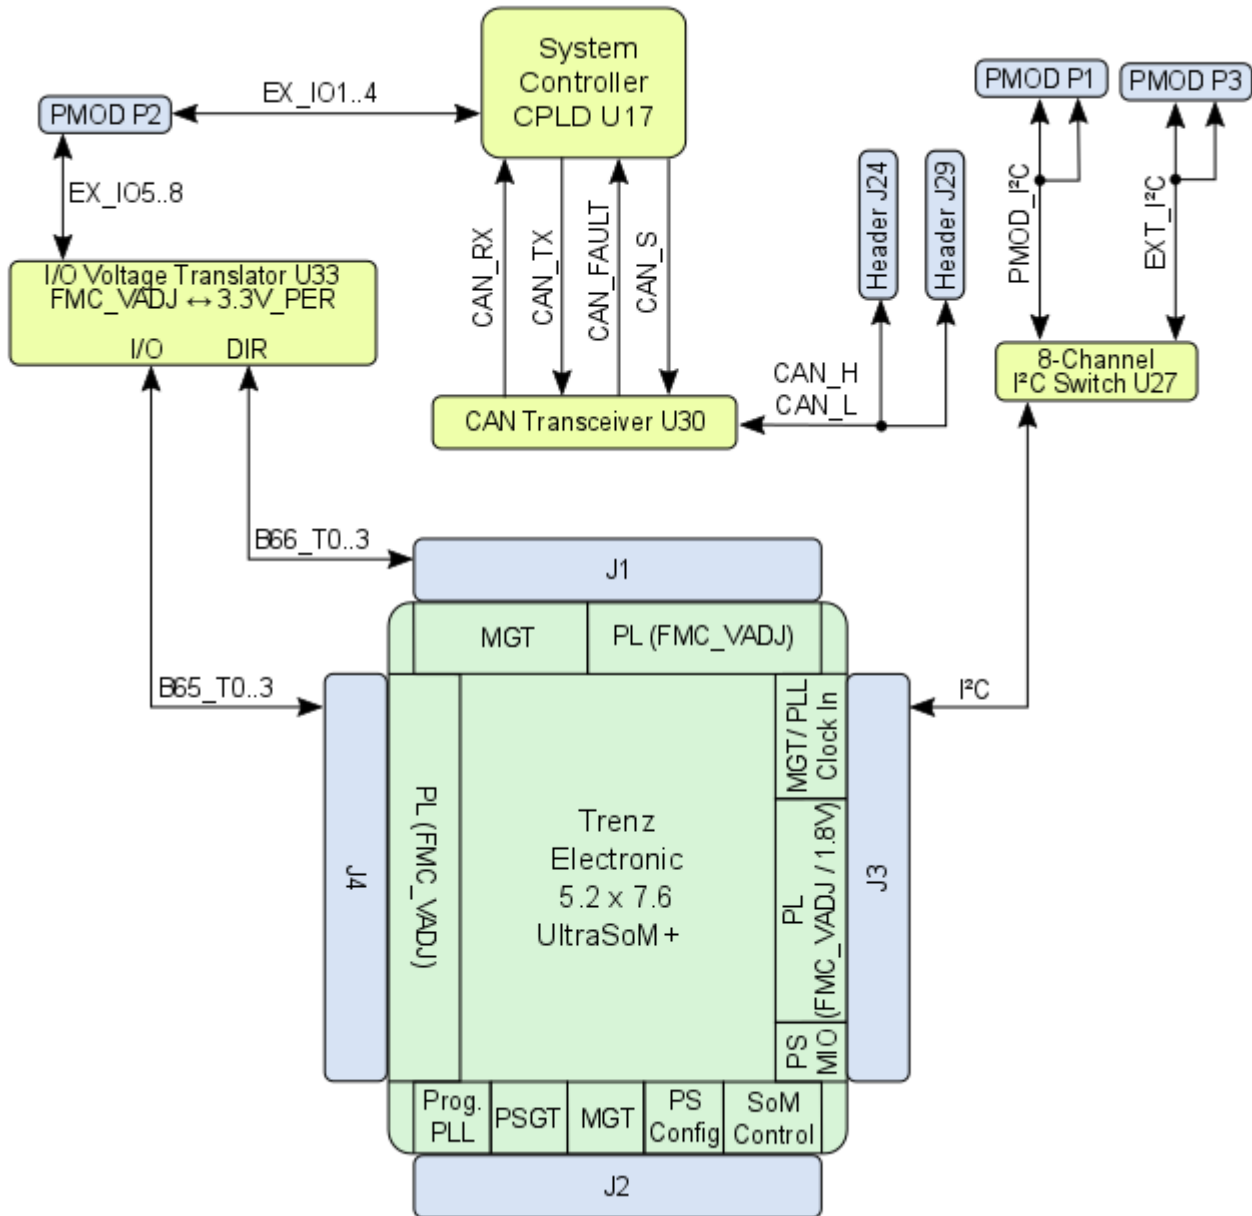 System
Controller
CPLD U17
PMOD P1
PMOD P3
EX_IO1..4
PMOD P2
EX_IO5..8
CAN_RX
CAN_TX
CAN_FAULT
CAN_S
Header J24
Header J29
PMOD_I²C
EXT_I²C
I/O Voltage Translator U33
FMC_VADJ ↔ 3.3V_PER
I/O
DIR
8-Channel
I²C Switch U27
CAN_H
CAN_L
CAN Transceiver U30
B66_T0..3
J1
MGT
PL (FMC_VADJ)
B65_T0..3
I²C
J4
PL (FMC_VADJ)
Trenz
Electronic
5.2 x 7.6
UltraSoM+
MGT/ PLL
Clock In
PL
(FMC_VADJ / 1.8V)
PS
MIO
J3
Prog.
PLL
PSGT
MGT
PS
Config
SoM
Control
J2